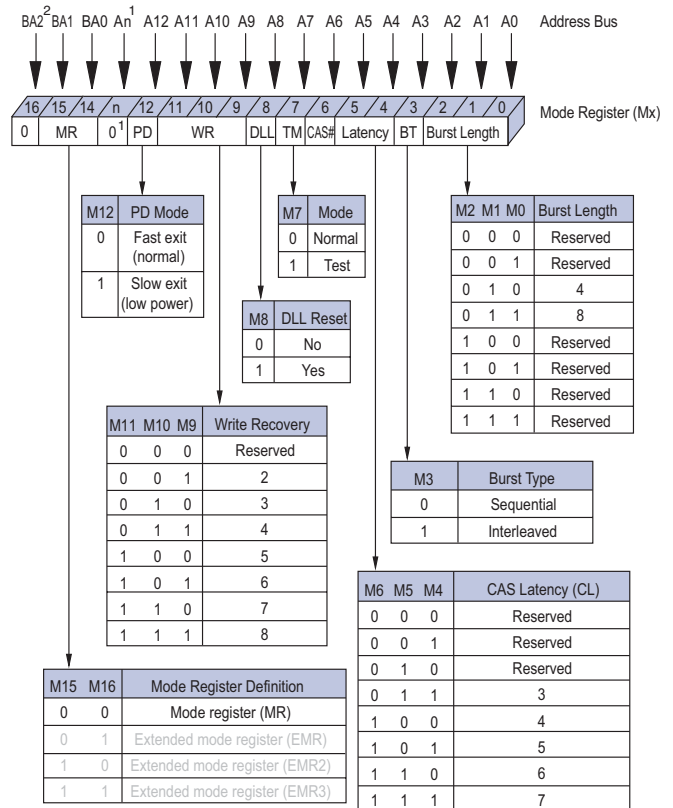 BA2² BA1 BA0 An¹ A12 A11 A10 A9 A8 A7 A6 A5 A4 A3 A2 A1 A0 Address Bus
16 15 14 n 12 11 10 9 8 7 6 5 4 3 2 1 0 Mode Register (Mx)
0 MR 0¹ PD WR DLL TM CAS# Latency BT Burst Length
M12 PD Mode
0 Fast exit
(normal)
1 Slow exit
(low power)
M7 Mode
0 Normal
1 Test
M2 M1 M0 Burst Length
0 0 0 Reserved
0 0 1 Reserved
0 1 0 4
0 1 1 8
1 0 0 Reserved
1 0 1 Reserved
1 1 0 Reserved
1 1 1 Reserved
M8 DLL Reset
0 No
1 Yes
M11 M10 M9 Write Recovery
0 0 0 Reserved
0 0 1 2
0 1 0 3
0 1 1 4
1 0 0 5
1 0 1 6
1 1 0 7
1 1 1 8
M3 Burst Type
0 Sequential
1 Interleaved
M6 M5 M4 CAS Latency (CL)
0 0 0 Reserved
0 0 1 Reserved
0 1 0 Reserved
0 1 1 3
1 0 0 4
1 0 1 5
1 1 0 6
1 1 1 7
M15 M16 Mode Register Definition
0 0 Mode register (MR)
0 1 Extended mode register (EMR)
1 0 Extended mode register (EMR2)
1 1 Extended mode register (EMR3)